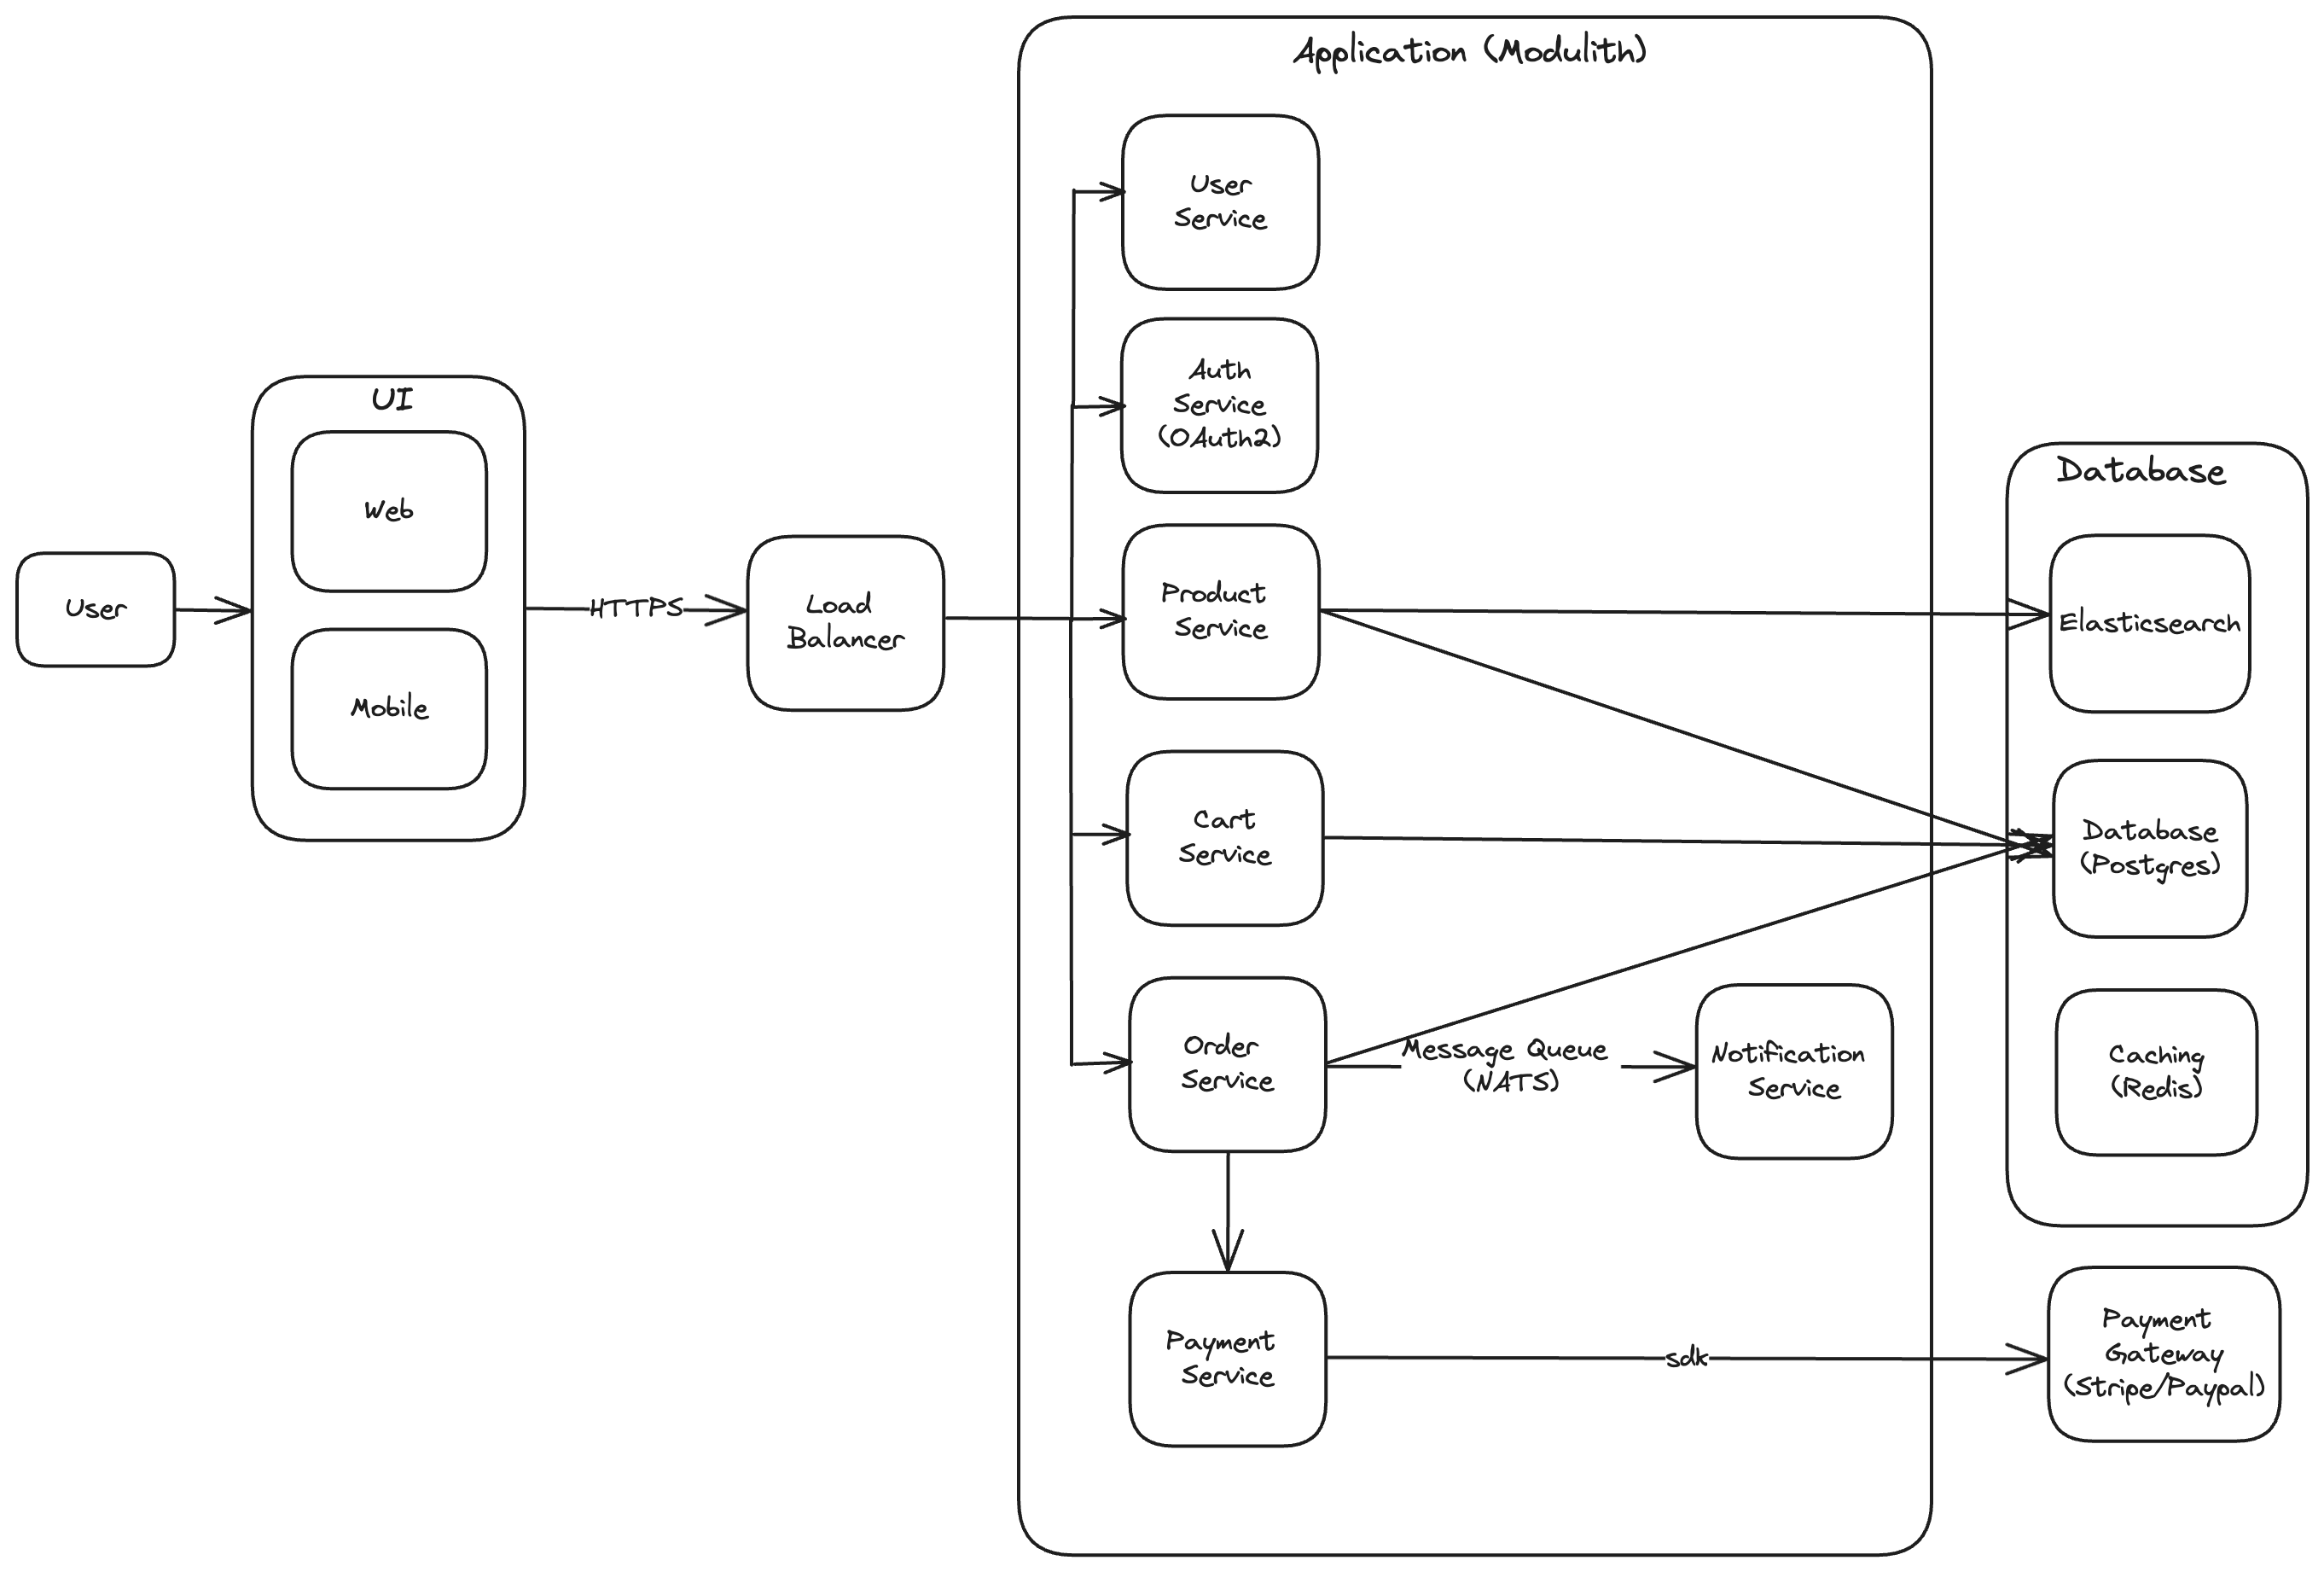 Application (Modulith)
User
Service
Auth
Service
(OAuth2)
UI
Web
Mobile
User
HTTPS
Load
Balancer
Product
Service
Cart
Service
Order
Service
Message Queue
(NATS)
Notification
Service
Payment
Service
sdk
Database
Elasticsearch
Database
(Postgres)
Caching
(Redis)
Payment
Gateway
(Stripe/Paypal)